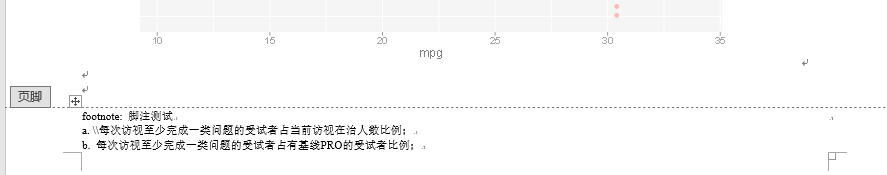 10 15 20 25 30 35
mpg
页脚
footnote: 脚注测试
a. \\每次访视至少完成一类问题的受试者占当前访视在治人数比例；
b. 每次访视至少完成一类问题的受试者占有基线PRO的受试者比例；